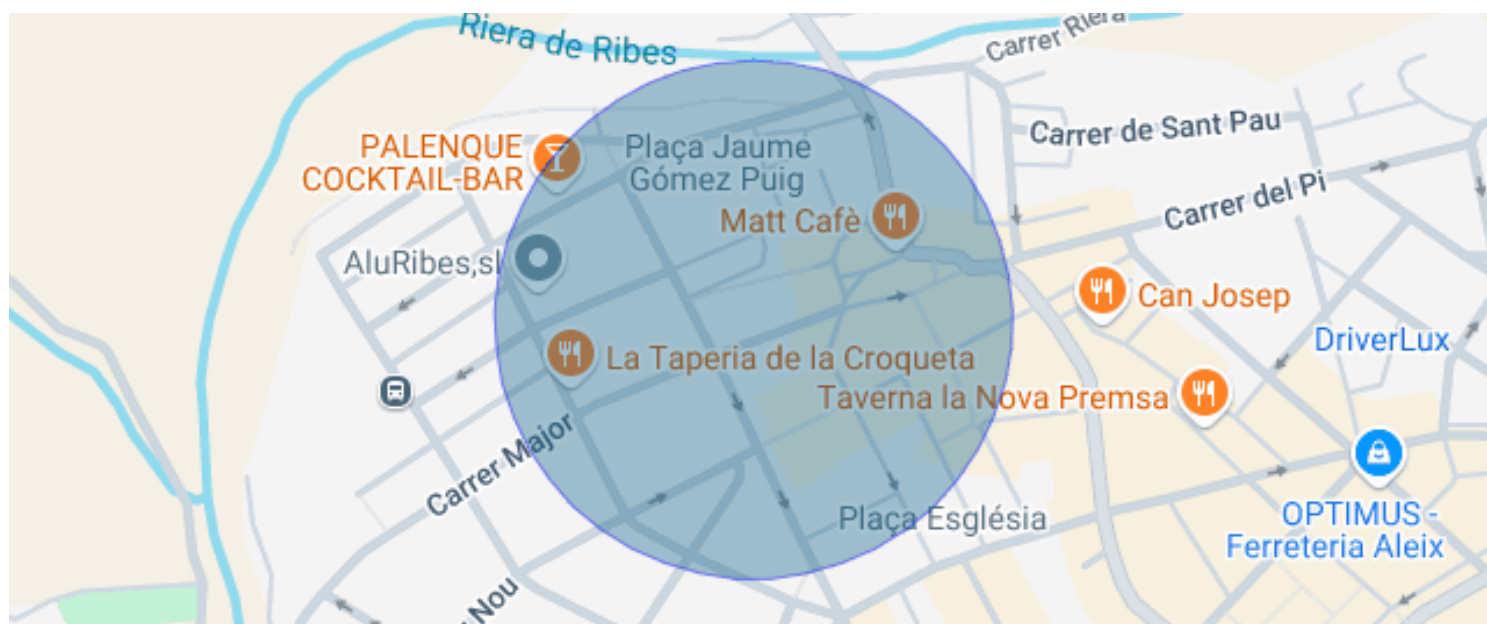 Riera de Ribes
Carrer Riera
PALENQUE
COCKTAIL-BAR
Plaça Jaume
Gómez Puig
Carrer de Sant Pau
Matt Cafè
Carrer del Pi
AluRibes,sl
Can Josep
DriverLux
La Taperia de la Croqueta
Taverna la Nova Premsa
Carrer Major
Plaça Església
OPTIMUS -
Ferreteria Aleix
Nou